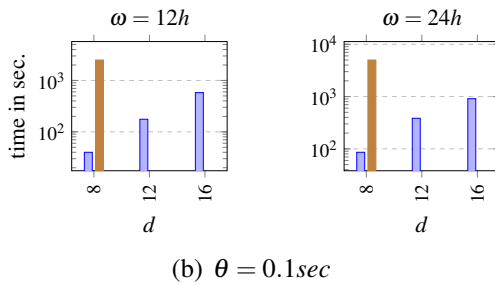 ω = 12h
ω = 24h
time in sec.
10^3
10^2
8
12
16
d
10^4
10^3
10^2
8
12
16
d
(b) θ = 0.1sec